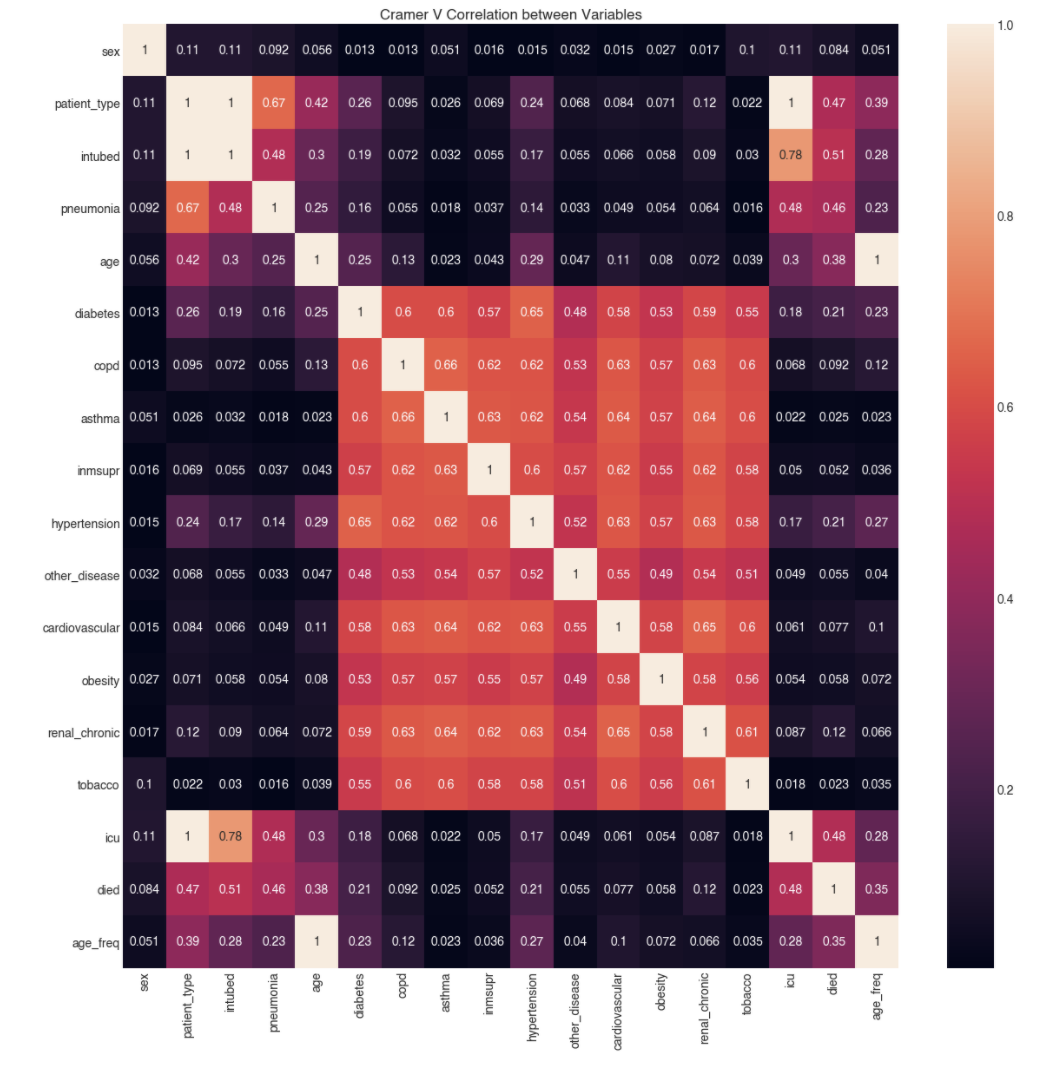 Cramer V Correlation between Variables
sex 1 0.11 0.11 0.092 0.056 0.013 0.013 0.051 0.016 0.015 0.032 0.015 0.027 0.017 0.1 0.11 0.084 0.051
patient_type 0.11 1 1 0.67 0.42 0.26 0.095 0.026 0.069 0.24 0.068 0.084 0.071 0.12 0.022 1 0.47 0.39
intubed 0.11 1 1 0.48 0.3 0.19 0.072 0.032 0.055 0.17 0.055 0.066 0.058 0.09 0.03 0.78 0.51 0.28
pneumonia 0.092 0.67 0.48 1 0.25 0.16 0.055 0.018 0.037 0.14 0.033 0.049 0.054 0.064 0.016 0.48 0.46 0.23
age 0.056 0.42 0.3 0.25 1 0.25 0.13 0.023 0.043 0.29 0.047 0.11 0.08 0.072 0.039 0.3 0.38 1
diabetes 0.013 0.26 0.19 0.16 0.25 1 0.6 0.6 0.57 0.65 0.48 0.58 0.53 0.59 0.55 0.18 0.21 0.23
copd 0.013 0.095 0.072 0.055 0.13 0.6 1 0.66 0.62 0.62 0.53 0.63 0.57 0.63 0.6 0.068 0.092 0.12
asthma 0.051 0.026 0.032 0.018 0.023 0.6 0.66 1 0.63 0.62 0.54 0.64 0.57 0.64 0.6 0.022 0.025 0.023
inmsupr 0.016 0.069 0.055 0.037 0.043 0.57 0.62 0.63 1 0.6 0.57 0.62 0.55 0.62 0.58 0.05 0.052 0.036
hypertension 0.015 0.24 0.17 0.14 0.29 0.65 0.62 0.62 0.6 1 0.52 0.63 0.57 0.63 0.58 0.17 0.21 0.27
other_disease 0.032 0.068 0.055 0.033 0.047 0.48 0.53 0.54 0.57 0.52 1 0.55 0.49 0.54 0.51 0.049 0.055 0.04
cardiovascular 0.015 0.084 0.066 0.049 0.11 0.58 0.63 0.64 0.62 0.63 0.55 1 0.58 0.65 0.6 0.061 0.077 0.1
obesity 0.027 0.071 0.058 0.054 0.08 0.53 0.57 0.57 0.55 0.57 0.49 0.58 1 0.58 0.56 0.054 0.058 0.072
renal_chronic 0.017 0.12 0.09 0.064 0.072 0.59 0.63 0.64 0.62 0.63 0.54 0.65 0.58 1 0.61 0.087 0.12 0.066
tobacco 0.1 0.022 0.03 0.016 0.039 0.55 0.6 0.6 0.58 0.58 0.51 0.6 0.56 0.61 1 0.018 0.023 0.035
icu 0.11 1 0.78 0.48 0.3 0.18 0.068 0.022 0.05 0.17 0.049 0.061 0.054 0.087 0.018 1 0.48 0.28
died 0.084 0.47 0.51 0.46 0.38 0.21 0.092 0.025 0.052 0.21 0.055 0.077 0.058 0.12 0.023 0.48 1 0.35
age_freq 0.051 0.39 0.28 0.23 1 0.23 0.12 0.023 0.036 0.27 0.04 0.1 0.072 0.066 0.035 0.28 0.35 1
sex patient_type intubed pneumonia age diabetes copd asthma inmsupr hypertension other_disease cardiovascular obesity renal_chronic tobacco icu died age_freq
1.0
0.8
0.6
0.4
0.2